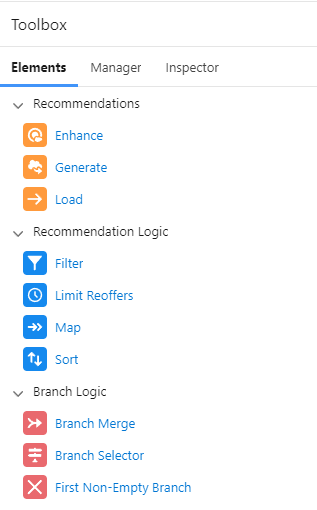 Toolbox
Elements Manager Inspector
Recommendations
Enhance
Generate
Load
Recommendation Logic
Filter
Limit Reoffers
Map
Sort
Branch Logic
Branch Merge
Branch Selector
First Non-Empty Branch